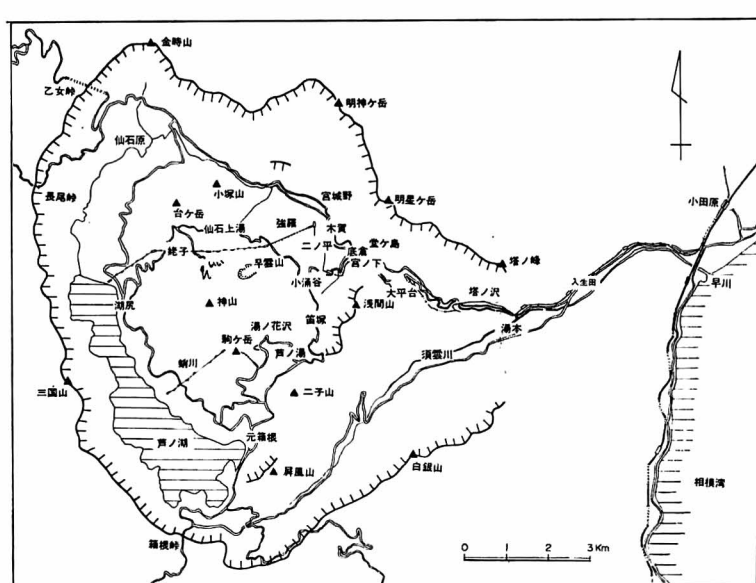 金時山
乙女峠
明神ケ岳
仙石原
長尾峠
小塚山
宮城野
明星ケ岳
小田原
台ケ岳
仙石上湯
強羅
木賀
二ノ平
底倉
堂ケ島
宮ノ下
姥子
早雲山
塔ノ峰
小涌谷
大平台
塔ノ沢
入生田
早川
湖尻
神山
浅間山
湯本
笛塚
湯ノ花沢
駒ケ岳
芦ノ湯
須雲川
蛸川
三国山
二子山
芦ノ湖
元箱根
屏風山
白銀山
相模湾
箱根峠
0 1 2 3Km